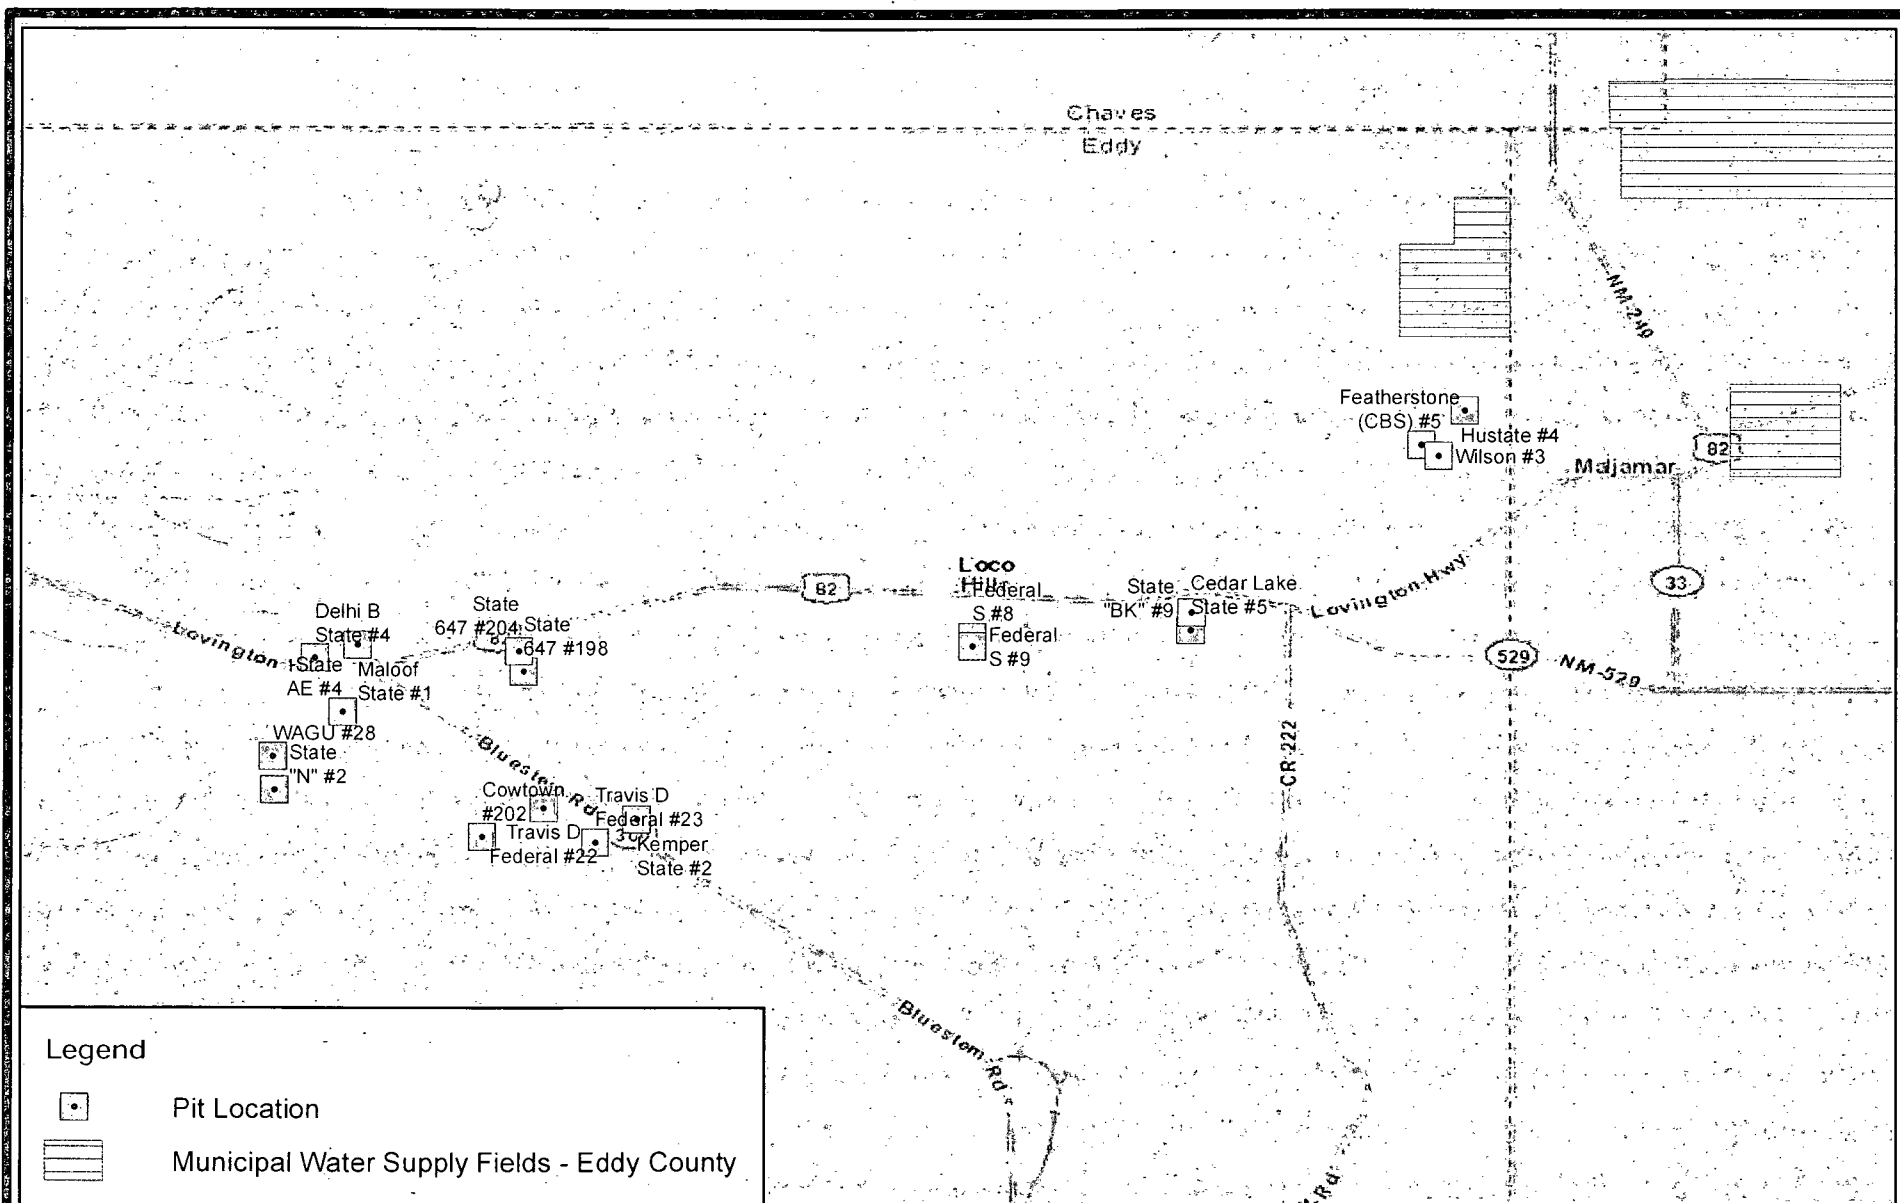 Chaves
Eddy
NM-249
Featherstone
(CBS) #5
Hustate #4
Wilson #3
Maljamar
82
Loco
Hills
Federal
S #8
Federal
S #9
82
State
"BK" #9
Cedar Lake
State #5
Lovington Hwy
33
529
NM-529
CR 222
Delhi B
State #4
State
647 #204
State
647 #198
Lovington
State
AE #4
Maloof
State #1
WAGU #28
State
"N" #2
Bluestem Rd
Cowtown
#202
Travis D
Federal #23
Travis D
Federal #22
Kemper
State #2
Bluestem Rd
Rd
Legend
Pit Location
Municipal Water Supply Fields - Eddy County